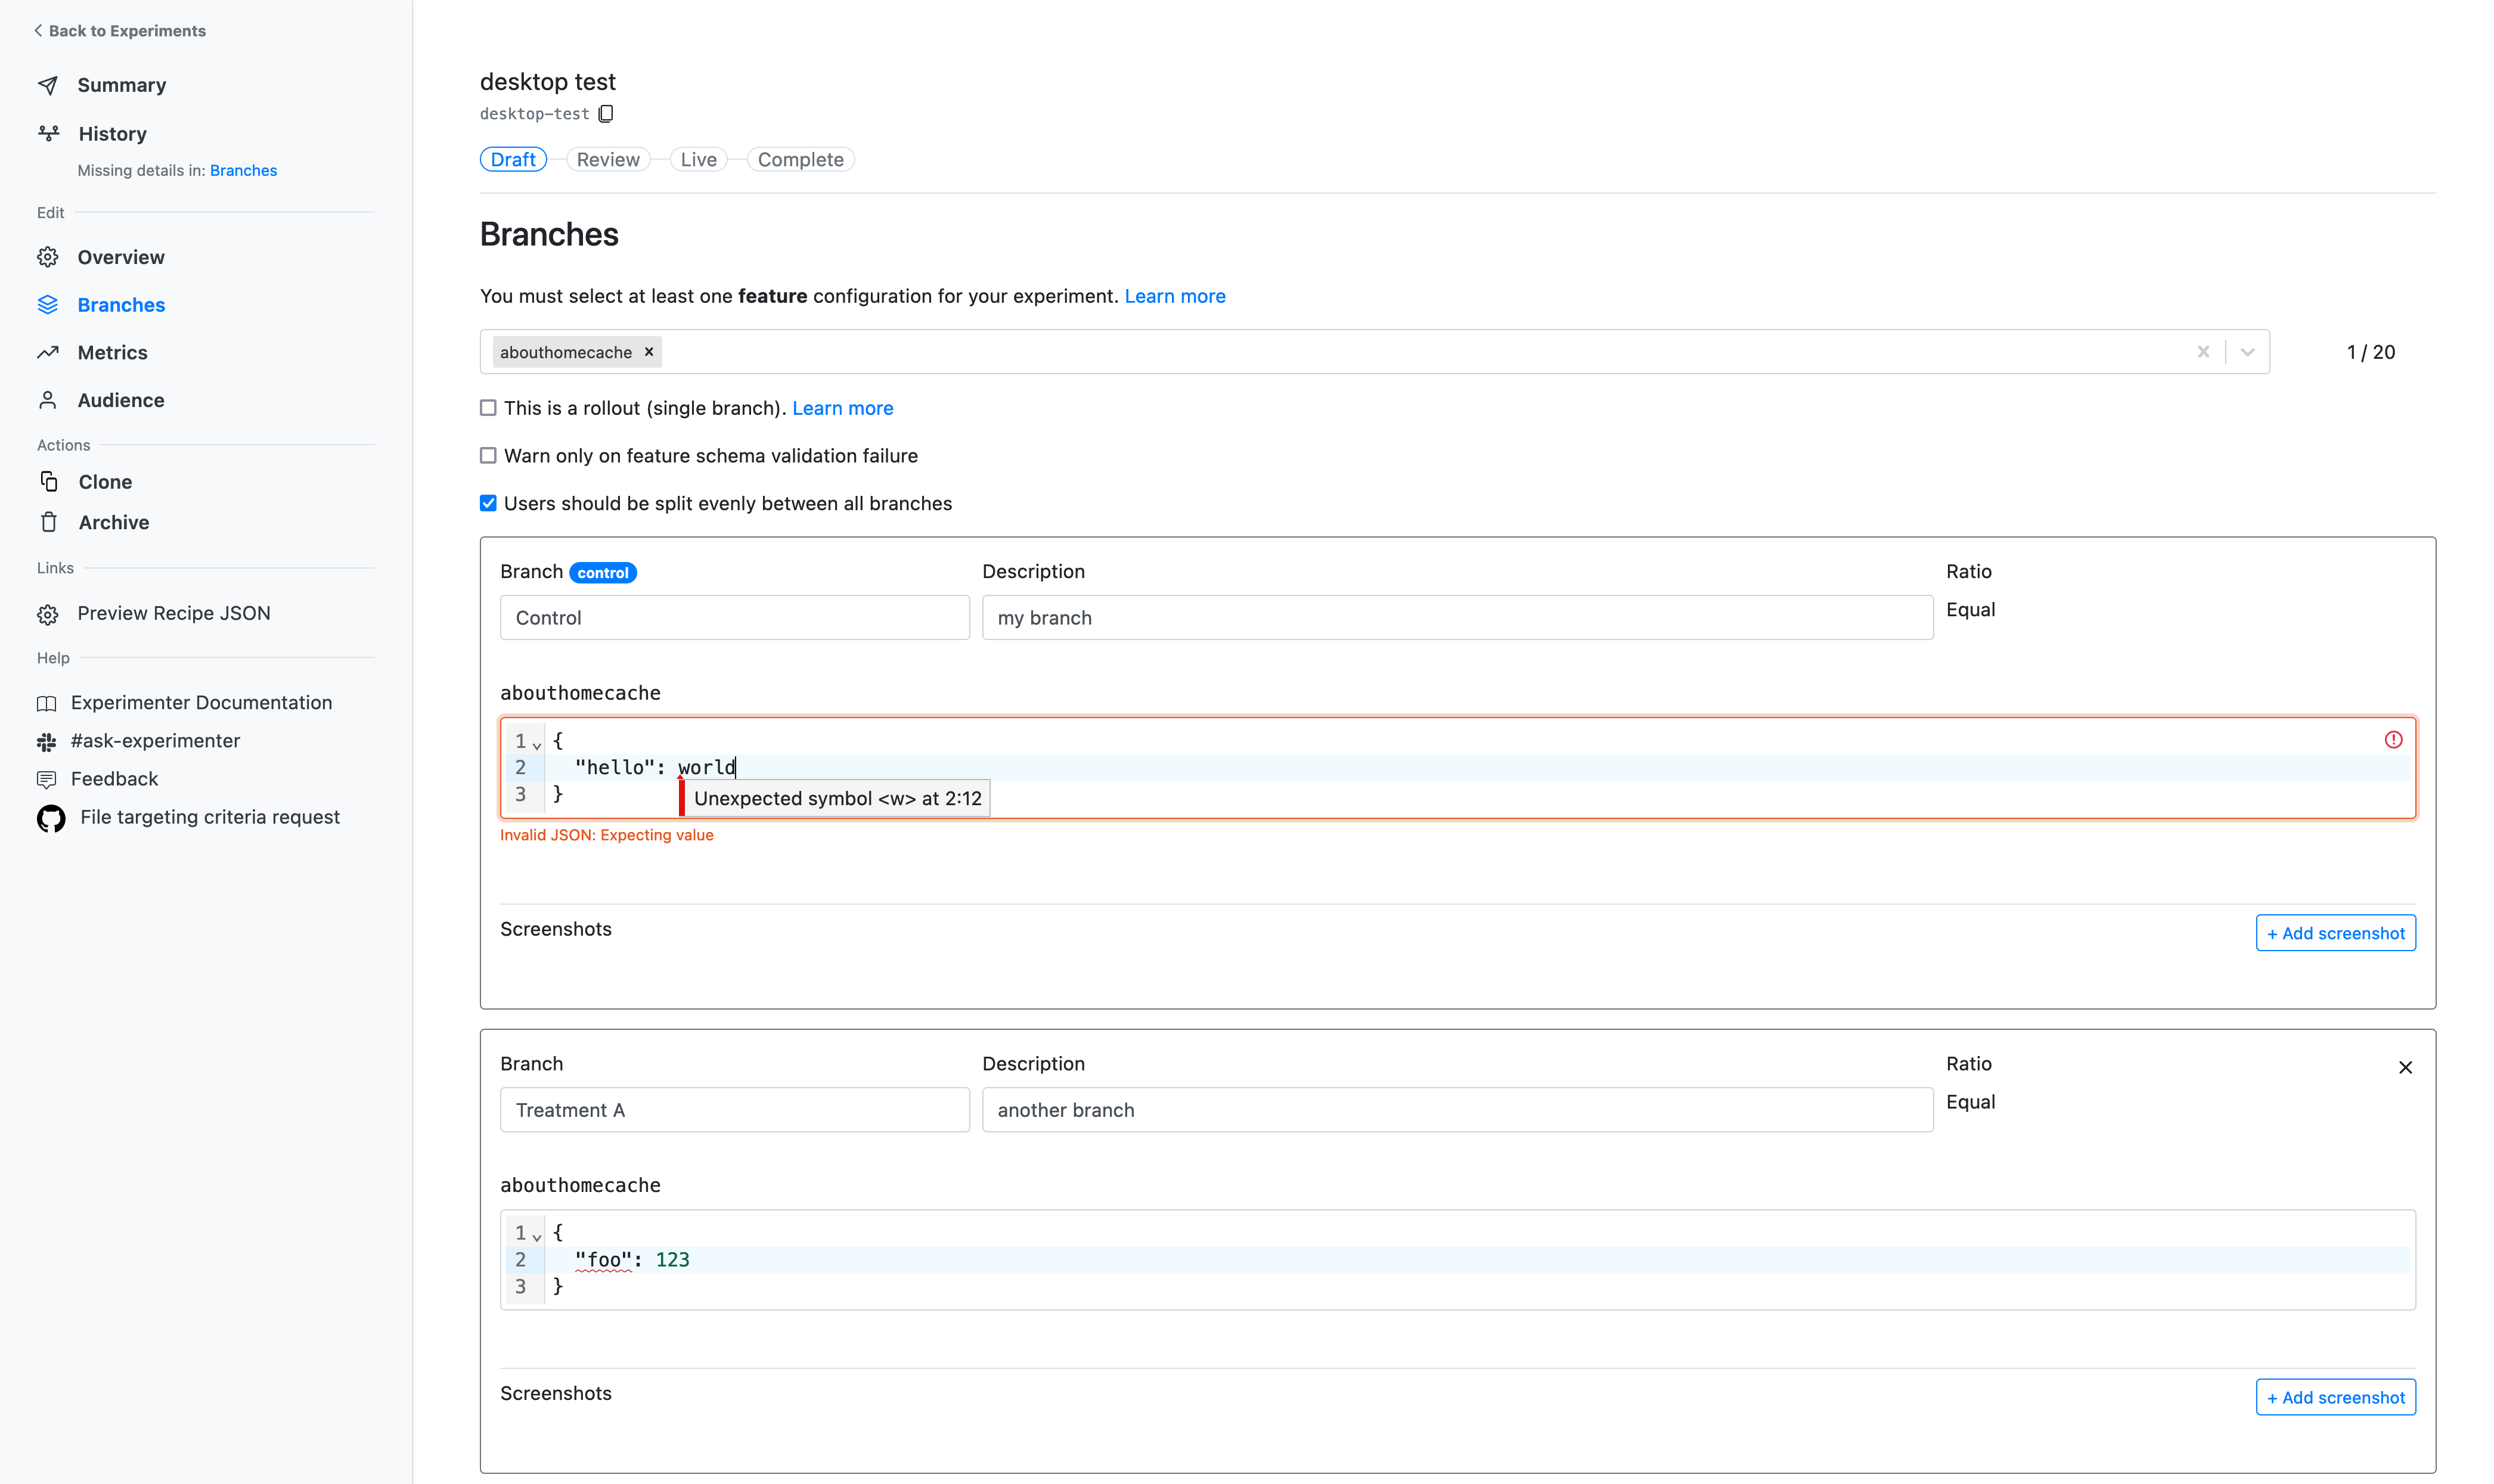 Back to Experiments
Summary
History
Missing details in: Branches
Edit
Overview
Branches
Metrics
Audience
Actions
Clone
Archive
Links
Preview Recipe JSON
Help
Experimenter Documentation
#ask-experimenter
Feedback
File targeting criteria request
desktop test
desktop-test
Draft Review Live Complete
Branches
You must select at least one feature configuration for your experiment. Learn more
abouthomecache × 1 / 20
This is a rollout (single branch). Learn more
Warn only on feature schema validation failure
Users should be split evenly between all branches
Branch control Description Ratio
Control my branch Equal
abouthomecache
1 {
2 "hello": world
3 }
Unexpected symbol <w> at 2:12
Invalid JSON: Expecting value
Screenshots + Add screenshot
Branch Description Ratio
Treatment A another branch Equal
abouthomecache
1 {
2 "foo": 123
3 }
Screenshots + Add screenshot